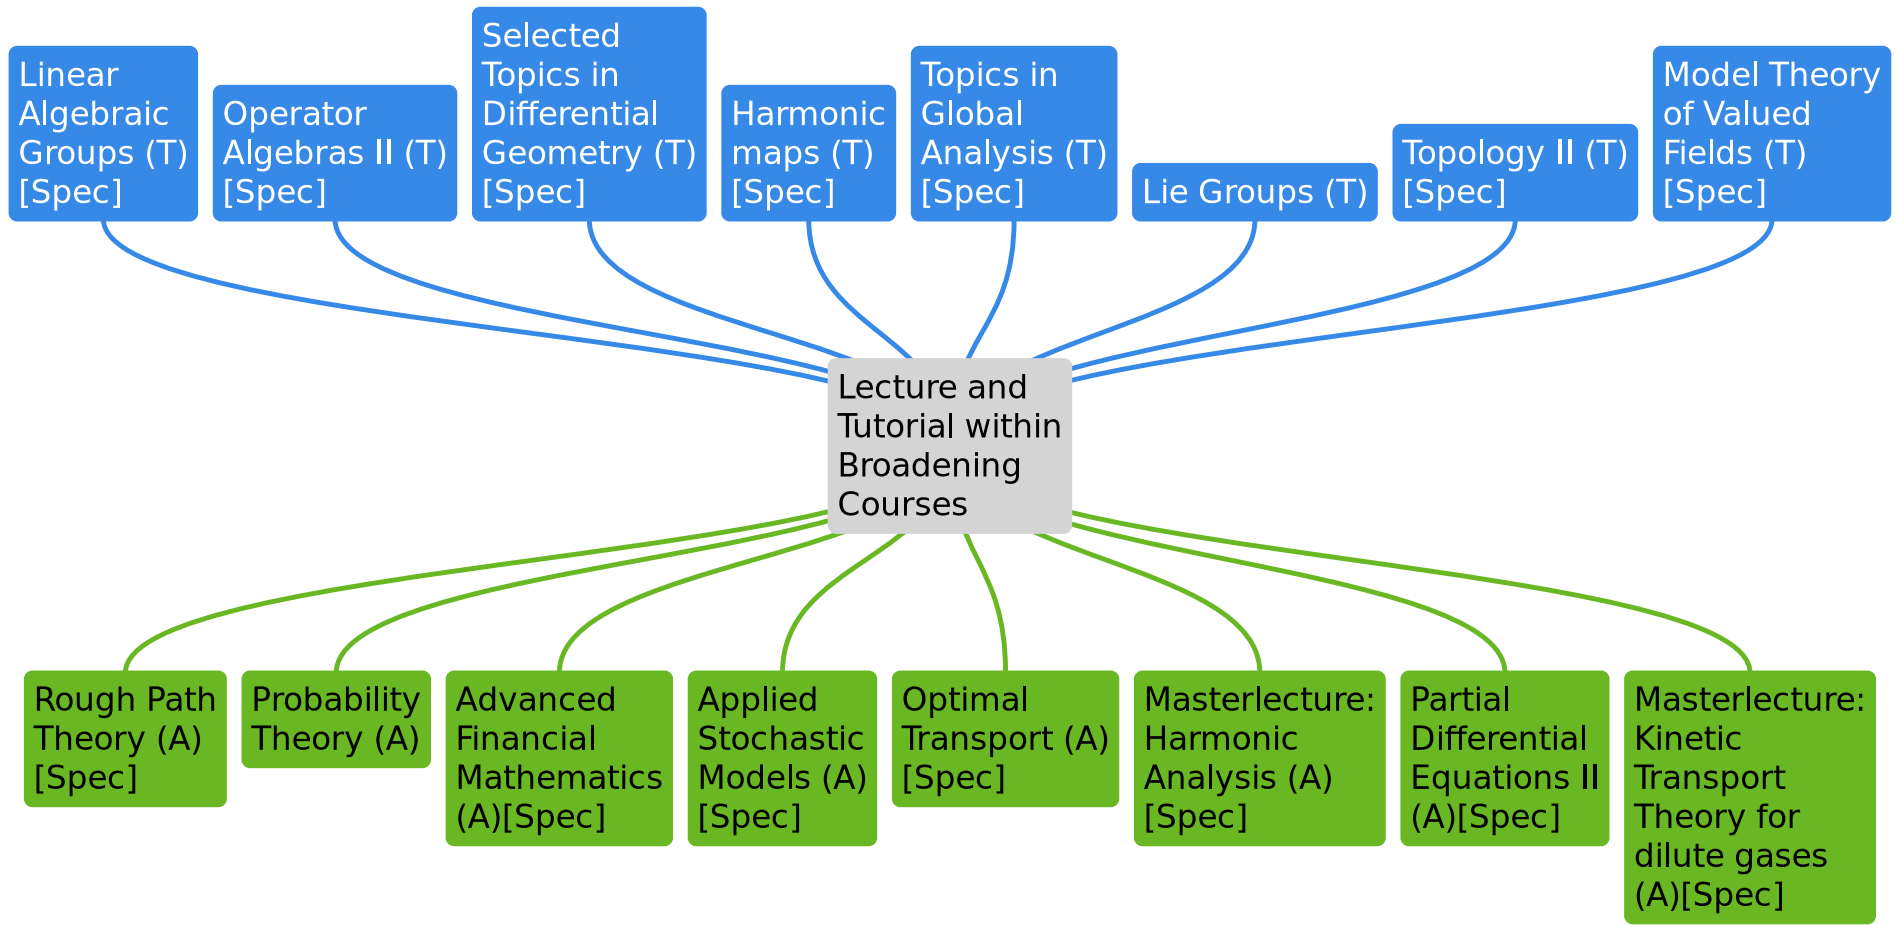 Linear
Algebraic
Groups (T)
[Spec]
Operator
Algebras II (T)
[Spec]
Selected
Topics in
Differential
Geometry (T)
[Spec]
Harmonic
maps (T)
[Spec]
Topics in
Global
Analysis (T)
[Spec]
Lie Groups (T)
Topology II (T)
[Spec]
Model Theory
of Valued
Fields (T)
[Spec]
Lecture and
Tutorial within
Broadening
Courses
Rough Path
Theory (A)
[Spec]
Probability
Theory (A)
Advanced
Financial
Mathematics
(A)[Spec]
Applied
Stochastic
Models (A)
[Spec]
Optimal
Transport (A)
[Spec]
Masterlecture:
Harmonic
Analysis (A)
[Spec]
Partial
Differential
Equations II
(A)[Spec]
Masterlecture:
Kinetic
Transport
Theory for
dilute gases
(A)[Spec]